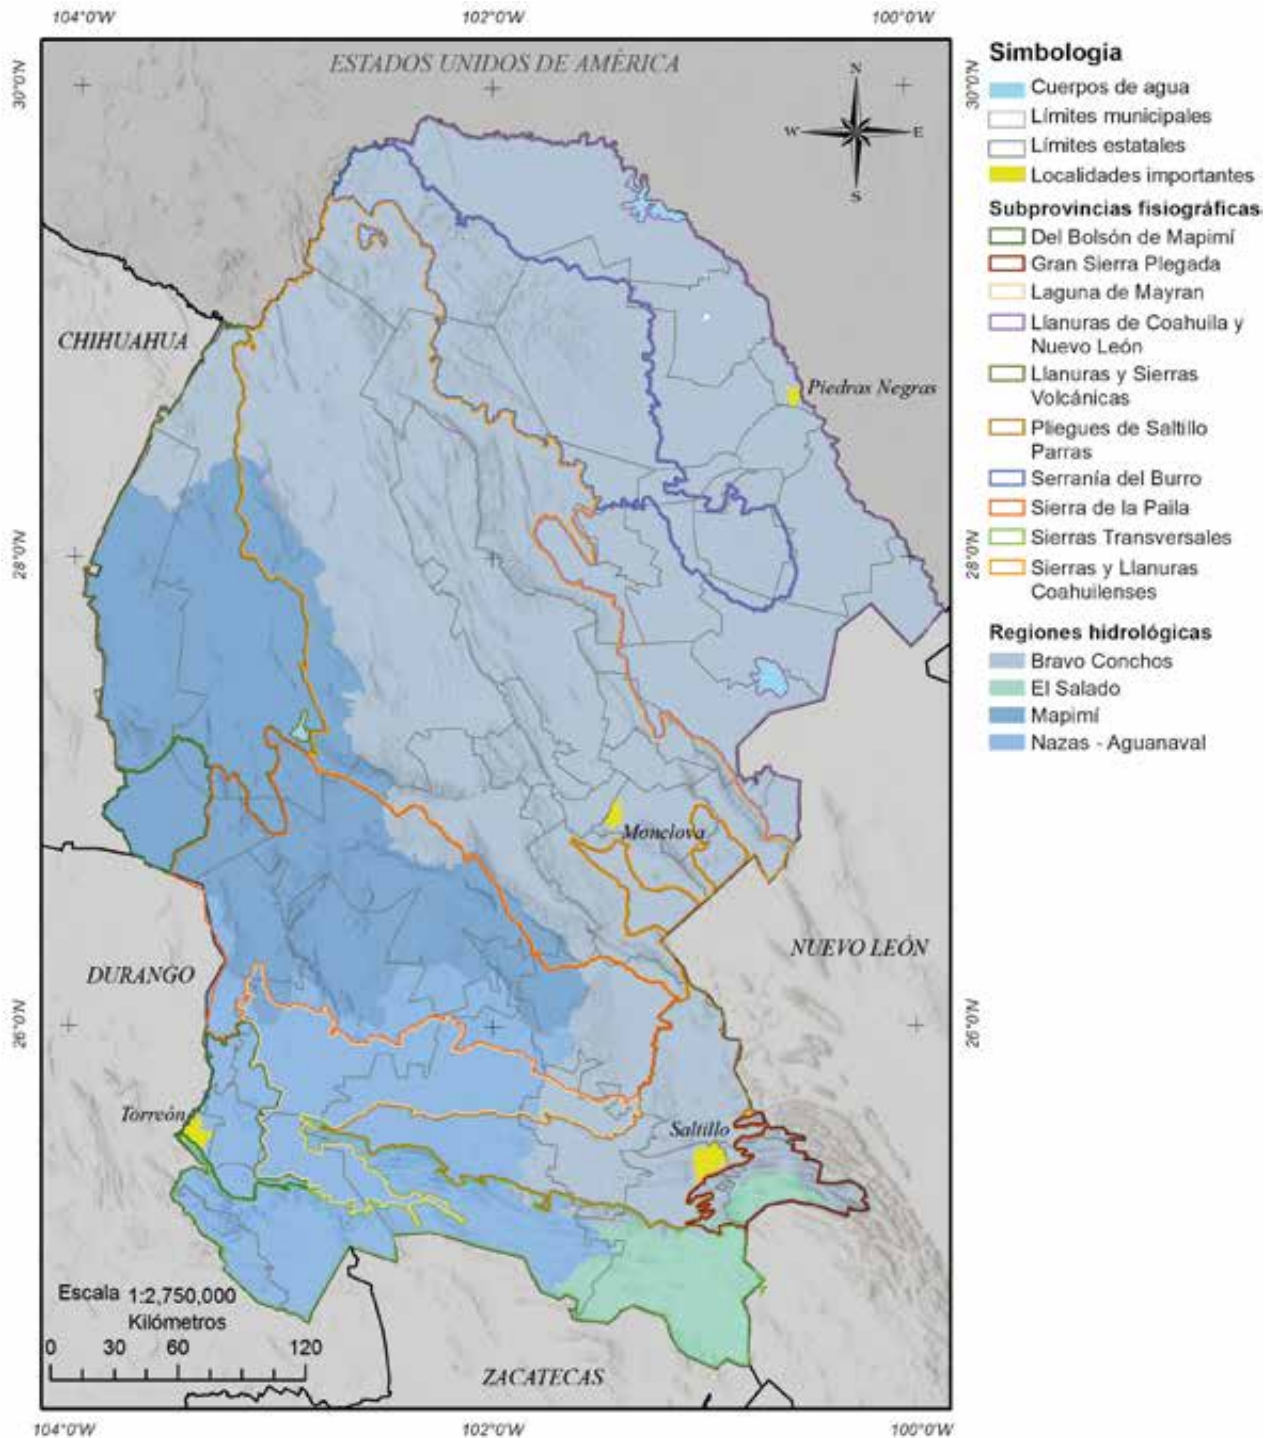 104°0'W 102°0'W 100°0'W
30°0'N
30°0'N
ESTADOS UNIDOS DE AMÉRICA
N
W E
S
CHIHUAHUA
Piedras Negras
28°0'N
28°0'N
Monclova
NUEVO LEÓN
DURANGO
26°0'N
26°0'N
Torreón
Saltillo
Escala 1:2,750,000
Kilómetros
0 30 60 120
ZACATECAS
104°0'W 102°0'W 100°0'W
Simbología
Cuerpos de agua
Límites municipales
Límites estatales
Localidades importantes
Subprovincias fisiográficas
Del Bolsón de Mapimí
Gran Sierra Plegada
Laguna de Mayran
Llanuras de Coahuila y
Nuevo León
Llanuras y Sierras
Volcánicas
Pliegues de Saltillo
Parras
Serranía del Burro
Sierra de la Paila
Sierras Transversales
Sierras y Llanuras
Coahuilenses
Regiones hidrológicas
Bravo Conchos
El Salado
Mapimí
Nazas - Aguanaval